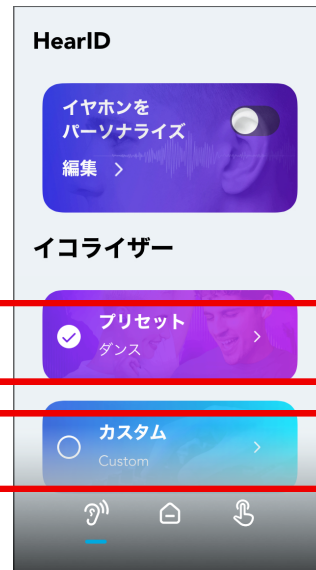 HearID
イヤホンを
パーソナライズ
編集 >
イコライザー
プリセット
ダンス
カスタム
Custom